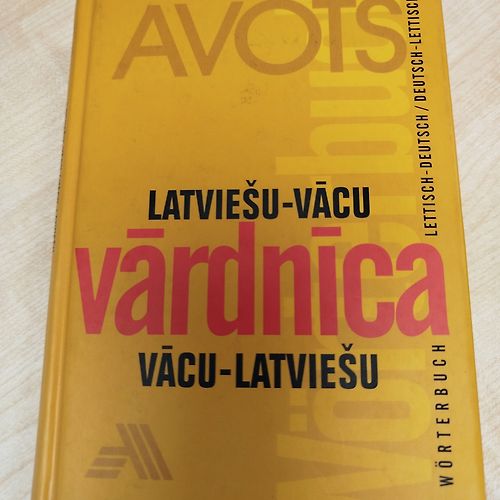 AVOTS
LATVIEŠU-VĀCU
vārdnīca
VĀCU-LATVIEŠU
WÖRTERBUCH LETTISCH-DEUTSCH / DEUTSCH-LETTISCH
Wörterbuch